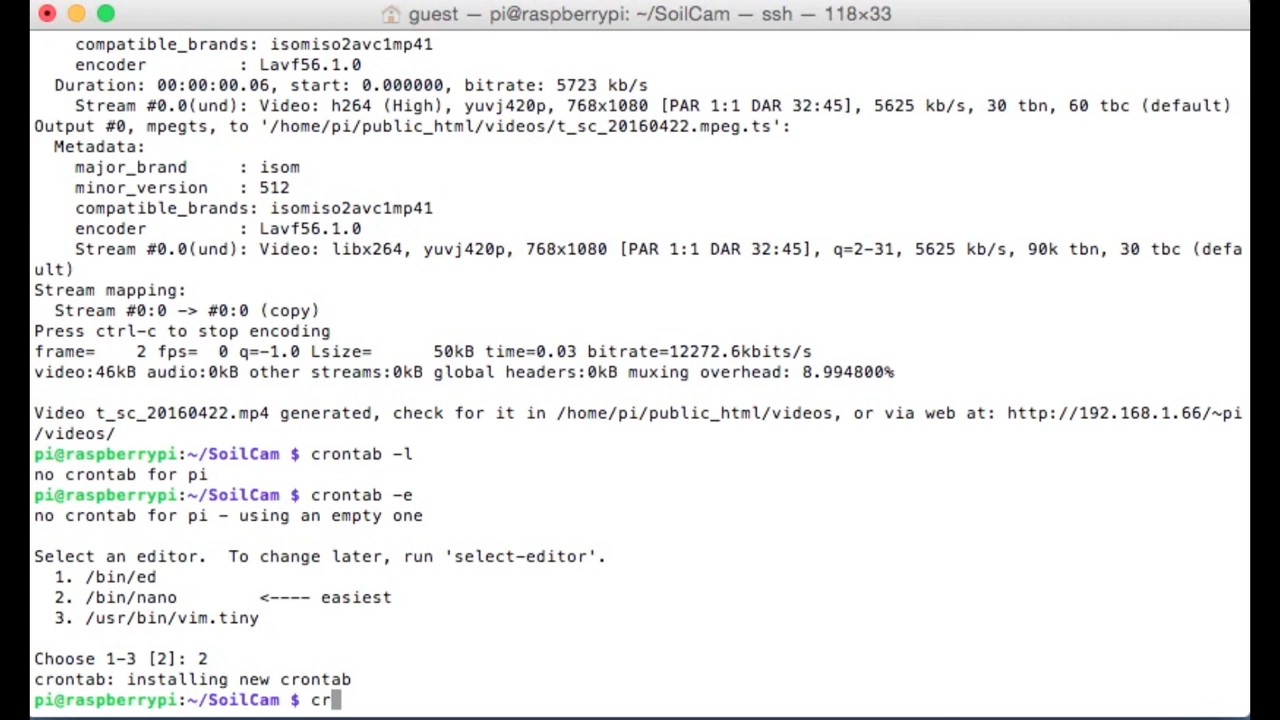 guest — pi@raspberrypi: ~/SoilCam — ssh — 118×33
compatible_brands: isomiso2avc1mp41
encoder         : Lavf56.1.0
Duration: 00:00:00.06, start: 0.000000, bitrate: 5723 kb/s
Stream #0.0(und): Video: h264 (High), yuvj420p, 768x1080 [PAR 1:1 DAR 32:45], 5625 kb/s, 30 tbn, 60 tbc (default)
Output #0, mpegts, to '/home/pi/public_html/videos/t_sc_20160422.mpeg.ts':
Metadata:
major_brand     : isom
minor_version   : 512
compatible_brands: isomiso2avc1mp41
encoder         : Lavf56.1.0
Stream #0.0(und): Video: libx264, yuvj420p, 768x1080 [PAR 1:1 DAR 32:45], q=2-31, 5625 kb/s, 90k tbn, 30 tbc (defa
ult)
Stream mapping:
Stream #0:0 -> #0:0 (copy)
Press ctrl-c to stop encoding
frame=    2 fps=  0 q=-1.0 Lsize=      50kB time=0.03 bitrate=12272.6kbits/s
video:46kB audio:0kB other streams:0kB global headers:0kB muxing overhead: 8.994800%
Video t_sc_20160422.mp4 generated, check for it in /home/pi/public_html/videos, or via web at: http://192.168.1.66/~pi
/videos/
pi@raspberrypi:~/SoilCam $ crontab -l
no crontab for pi
pi@raspberrypi:~/SoilCam $ crontab -e
no crontab for pi - using an empty one
Select an editor.  To change later, run 'select-editor'.
1. /bin/ed
2. /bin/nano        <---- easiest
3. /usr/bin/vim.tiny
Choose 1-3 [2]: 2
crontab: installing new crontab
pi@raspberrypi:~/SoilCam $ cr